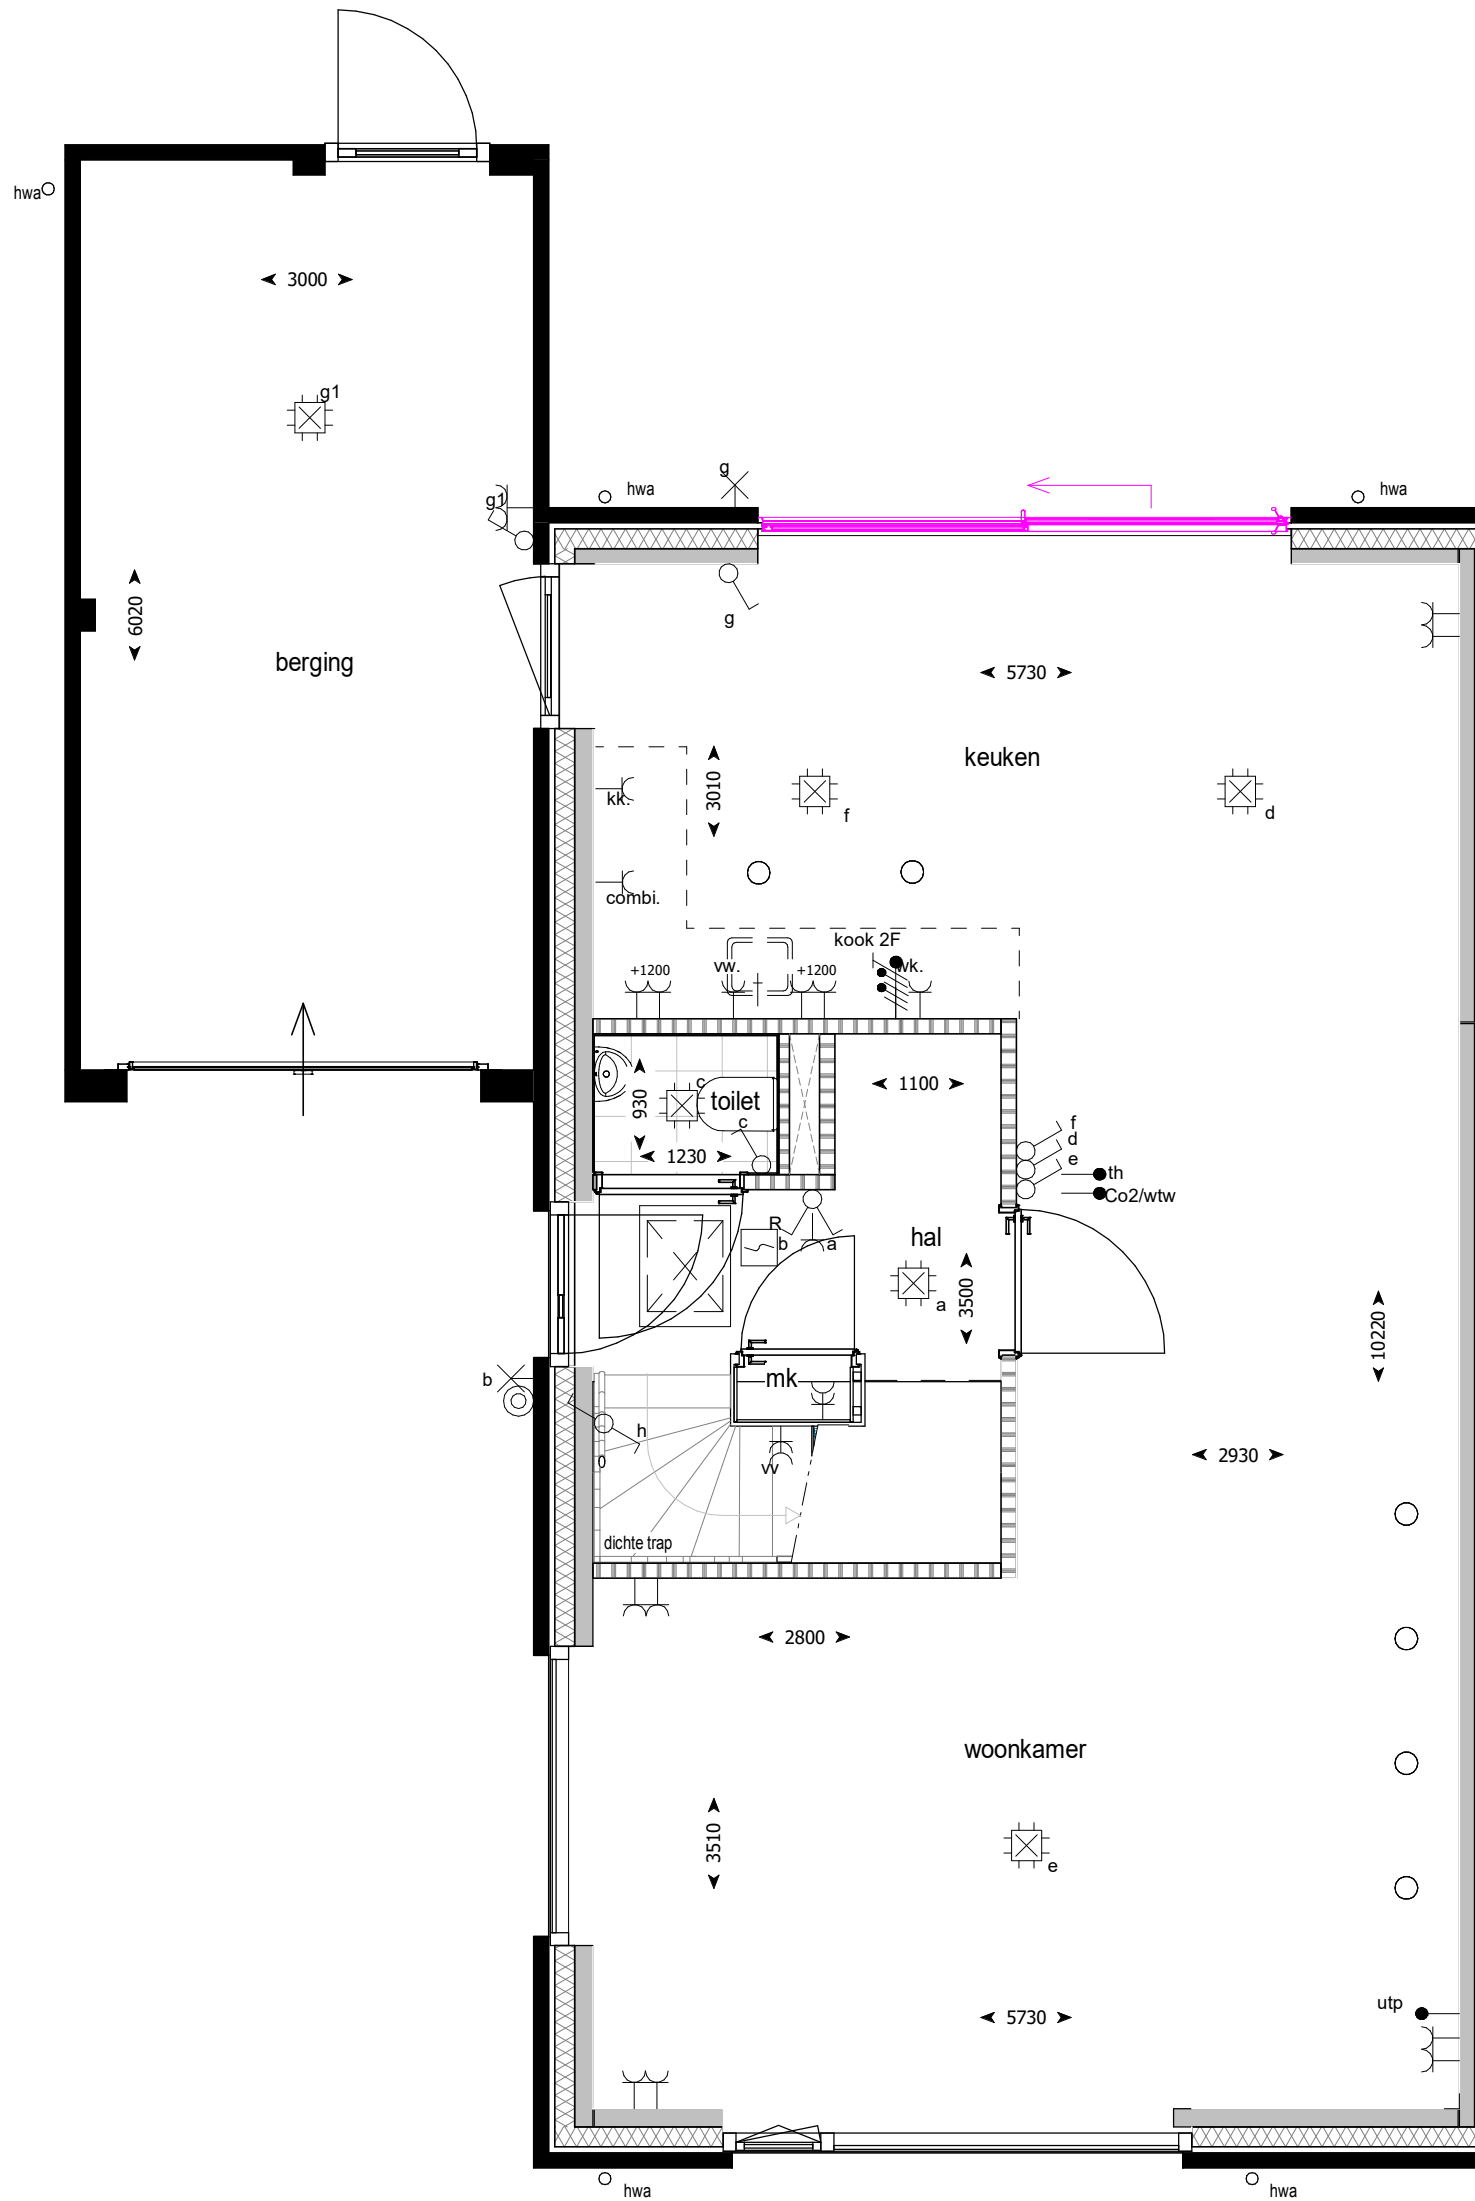 hwa
3000
g1
g
hwa
hwa
g1
6020
g
berging
5730
keuken
3010
kk.
f
d
combi.
kook 2F
+1200
vw.
+1200
wk.
1100
c
930
toilet
c
f
d
e
1230
th
Co2/wtw
R
b
a
hal
3500
a
10220
mk
b
h
0
vv
2930
dichte trap
2800
woonkamer
3510
e
utp
5730
hwa
hwa